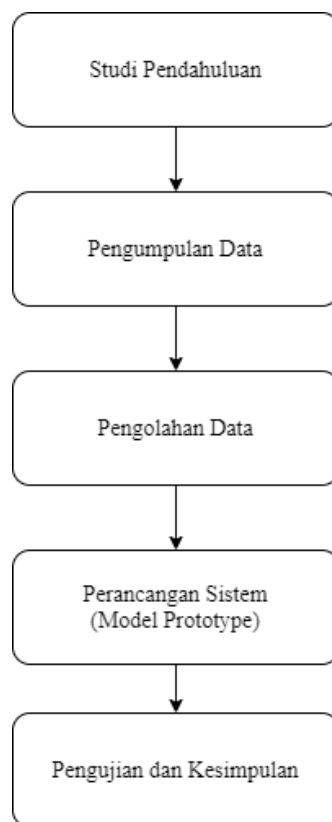 Studi Pendahuluan
Pengumpulan Data
Pengolahan Data
Perancangan Sistem
(Model Prototype)
Pengujian dan Kesimpulan